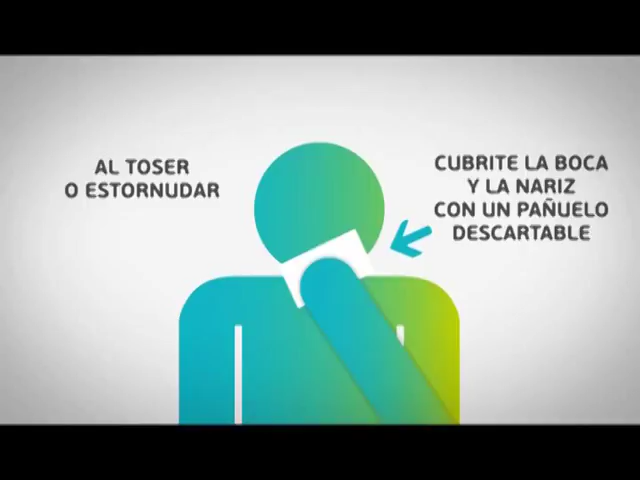 AL TOSER
O ESTORNUDAR
CUBRITE LA BOCA
Y LA NARIZ
CON UN PAÑUELO
DESCARTABLE